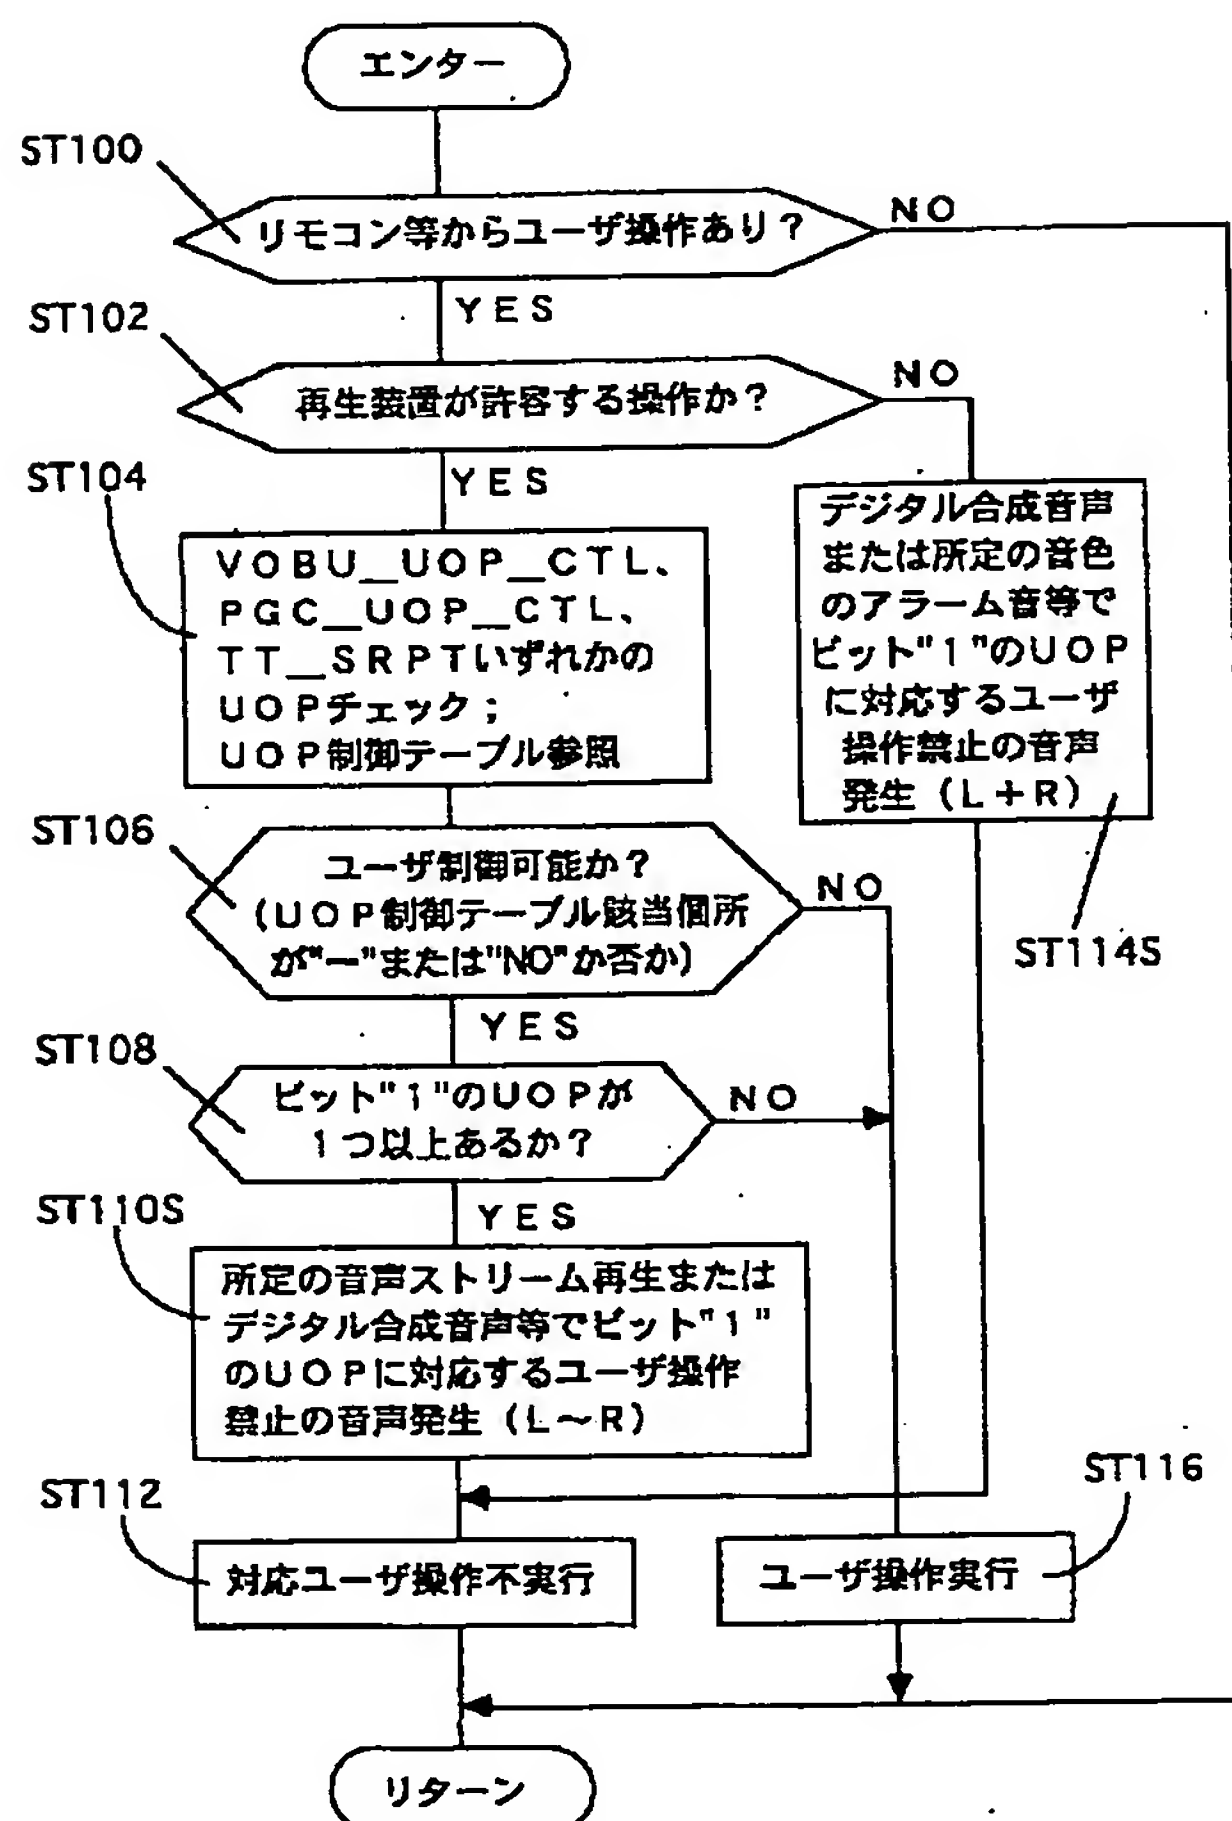 エンター
ST100
リモコン等からユーザ操作あり？
NO
YES
ST102
再生装置が許容する操作か？
NO
YES
ST104
VOBU_UOP_CTL、
PGC_UOP_CTL、
TT_SRPTいずれかの
UOPチェック；
UOP制御テーブル参照
デジタル合成音声
または所定の音色
のアラーム音等で
ビット"1"のUOP
に対応するユーザ
操作禁止の音声
発生（L＋R）
ST114S
ST106
ユーザ制御可能か？
（UOP制御テーブル該当個所
が"ー"または"NO"か否か）
NO
YES
ST108
ビット"1"のUOPが
1つ以上あるか？
NO
YES
ST110S
所定の音声ストリーム再生または
デジタル合成音声等でビット"1"
のUOPに対応するユーザ操作
禁止の音声発生（L～R）
ST112
対応ユーザ操作不実行
ST116
ユーザ操作実行
リターン